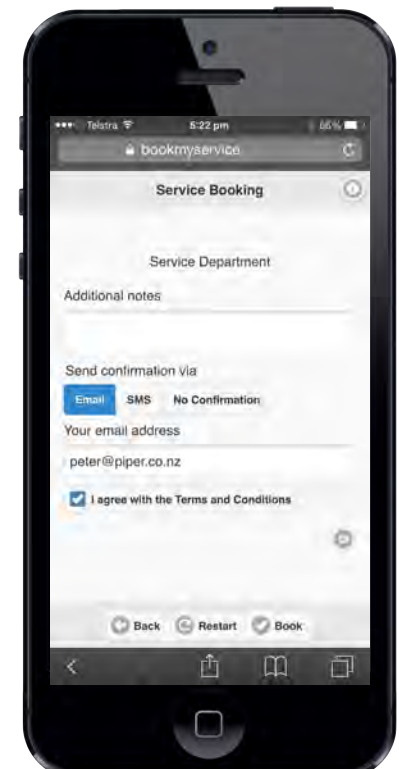 Telstra 5:22 pm 66%
bookmyservice
Service Booking
Service Department
Additional notes
Send confirmation via
Email SMS No Confirmation
Your email address
peter@piper.co.nz
I agree with the Terms and Conditions
Back Restart Book